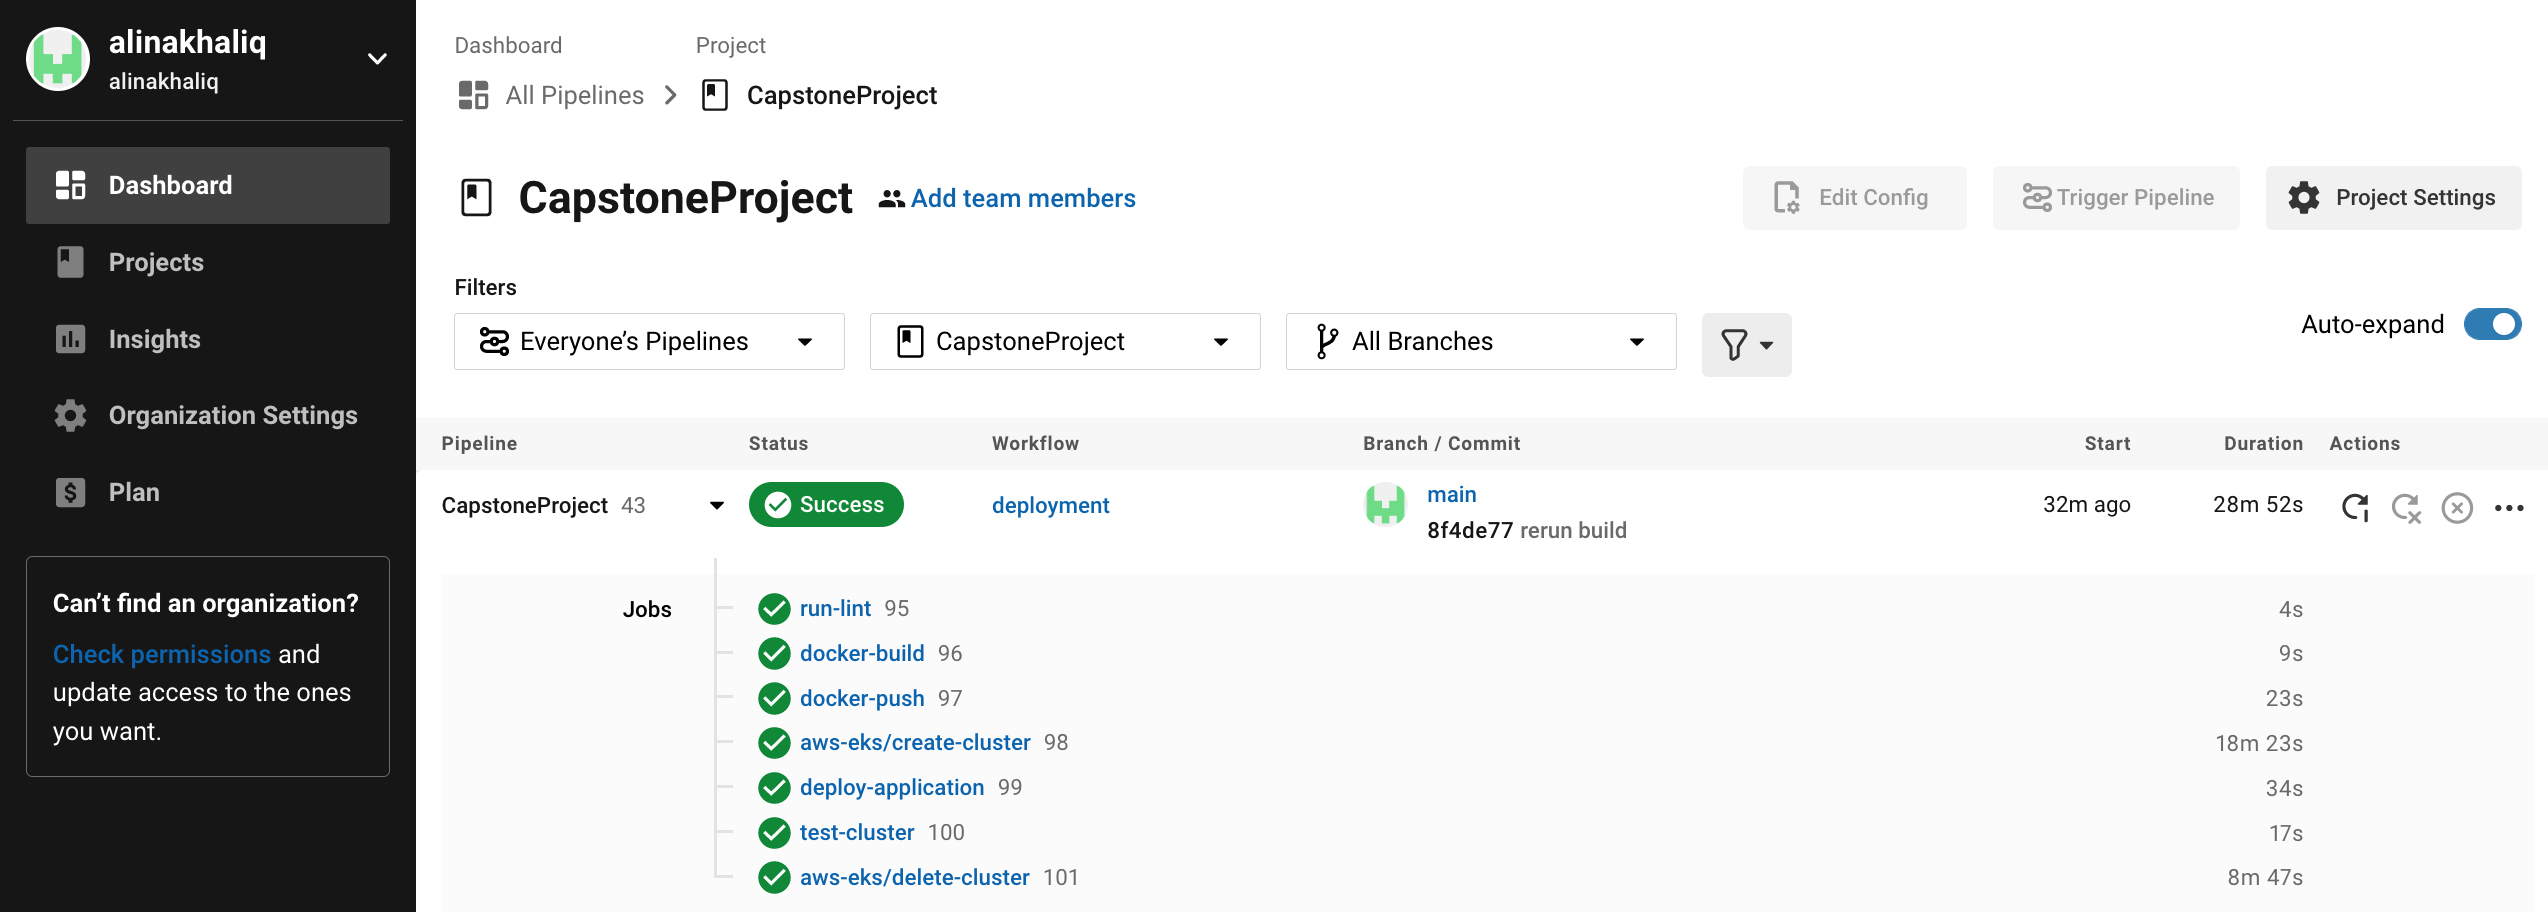 alinakhaliq
alinakhaliq
Dashboard
Projects
Insights
Organization Settings
Plan
Can’t find an organization?
Check permissions and
update access to the ones
you want.
Dashboard Project
All Pipelines CapstoneProject
CapstoneProject Add team members
Edit Config Trigger Pipeline Project Settings
Filters
Everyone’s Pipelines CapstoneProject All Branches
Auto-expand
Pipeline Status Workflow Branch / Commit Start Duration Actions
CapstoneProject 43 Success deployment main 32m ago 28m 52s
8f4de77 rerun build
Jobs run-lint 95 4s
docker-build 96 9s
docker-push 97 23s
aws-eks/create-cluster 98 18m 23s
deploy-application 99 34s
test-cluster 100 17s
aws-eks/delete-cluster 101 8m 47s